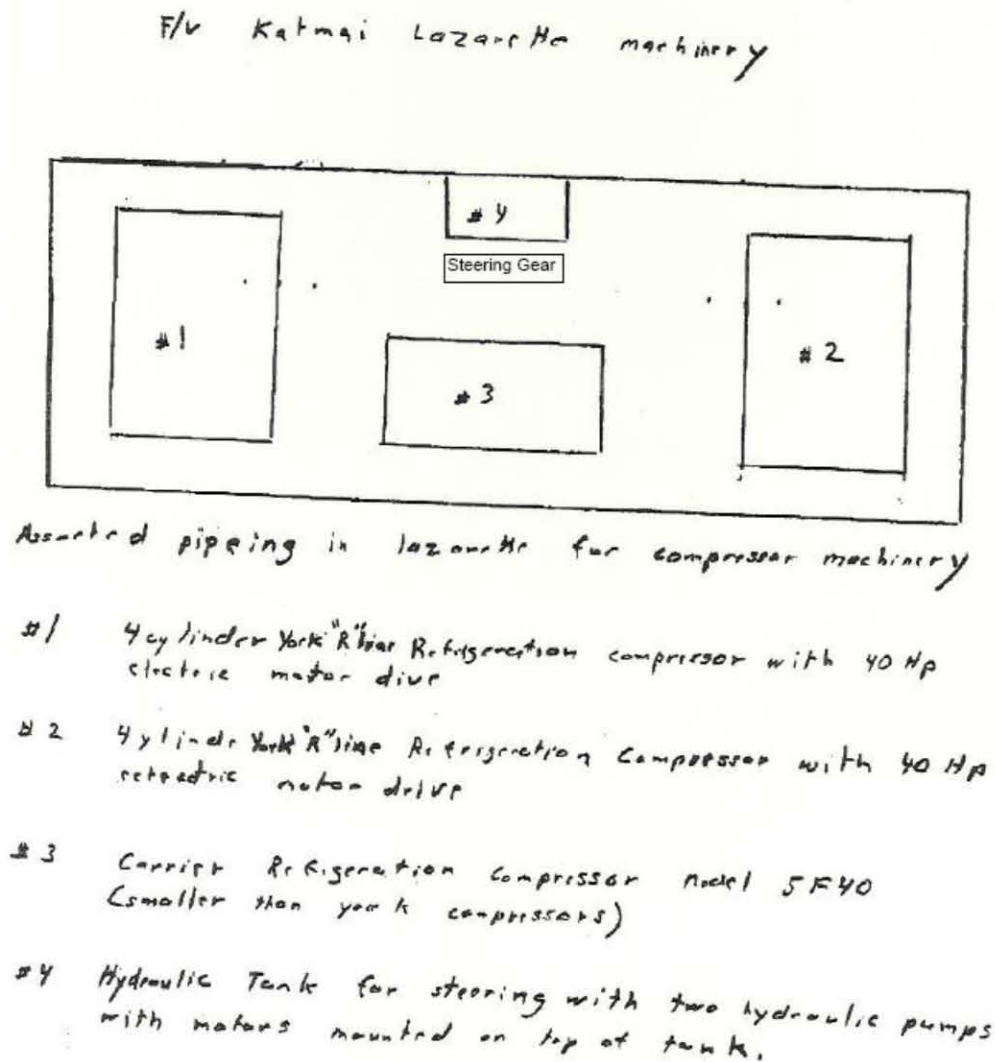 F/V Katmai Lazarette machinery
#4
Steering Gear
#1
#2
#3
Assorted pipeing in lazarette for compressor machinery
#1 4 cylinder York "R" line Refrigeration compressor with 40 Hp
electric motor dive
#2 4 ylinder York "R" line Refrigeration Compressor with 40 Hp
motor drive
#3 Carrier Refrigeration compressor Model 5F40
(smaller than york compressors)
#4 Hydraulic Tank for steering with two hydraulic pumps
with motors mounted on top of tank.